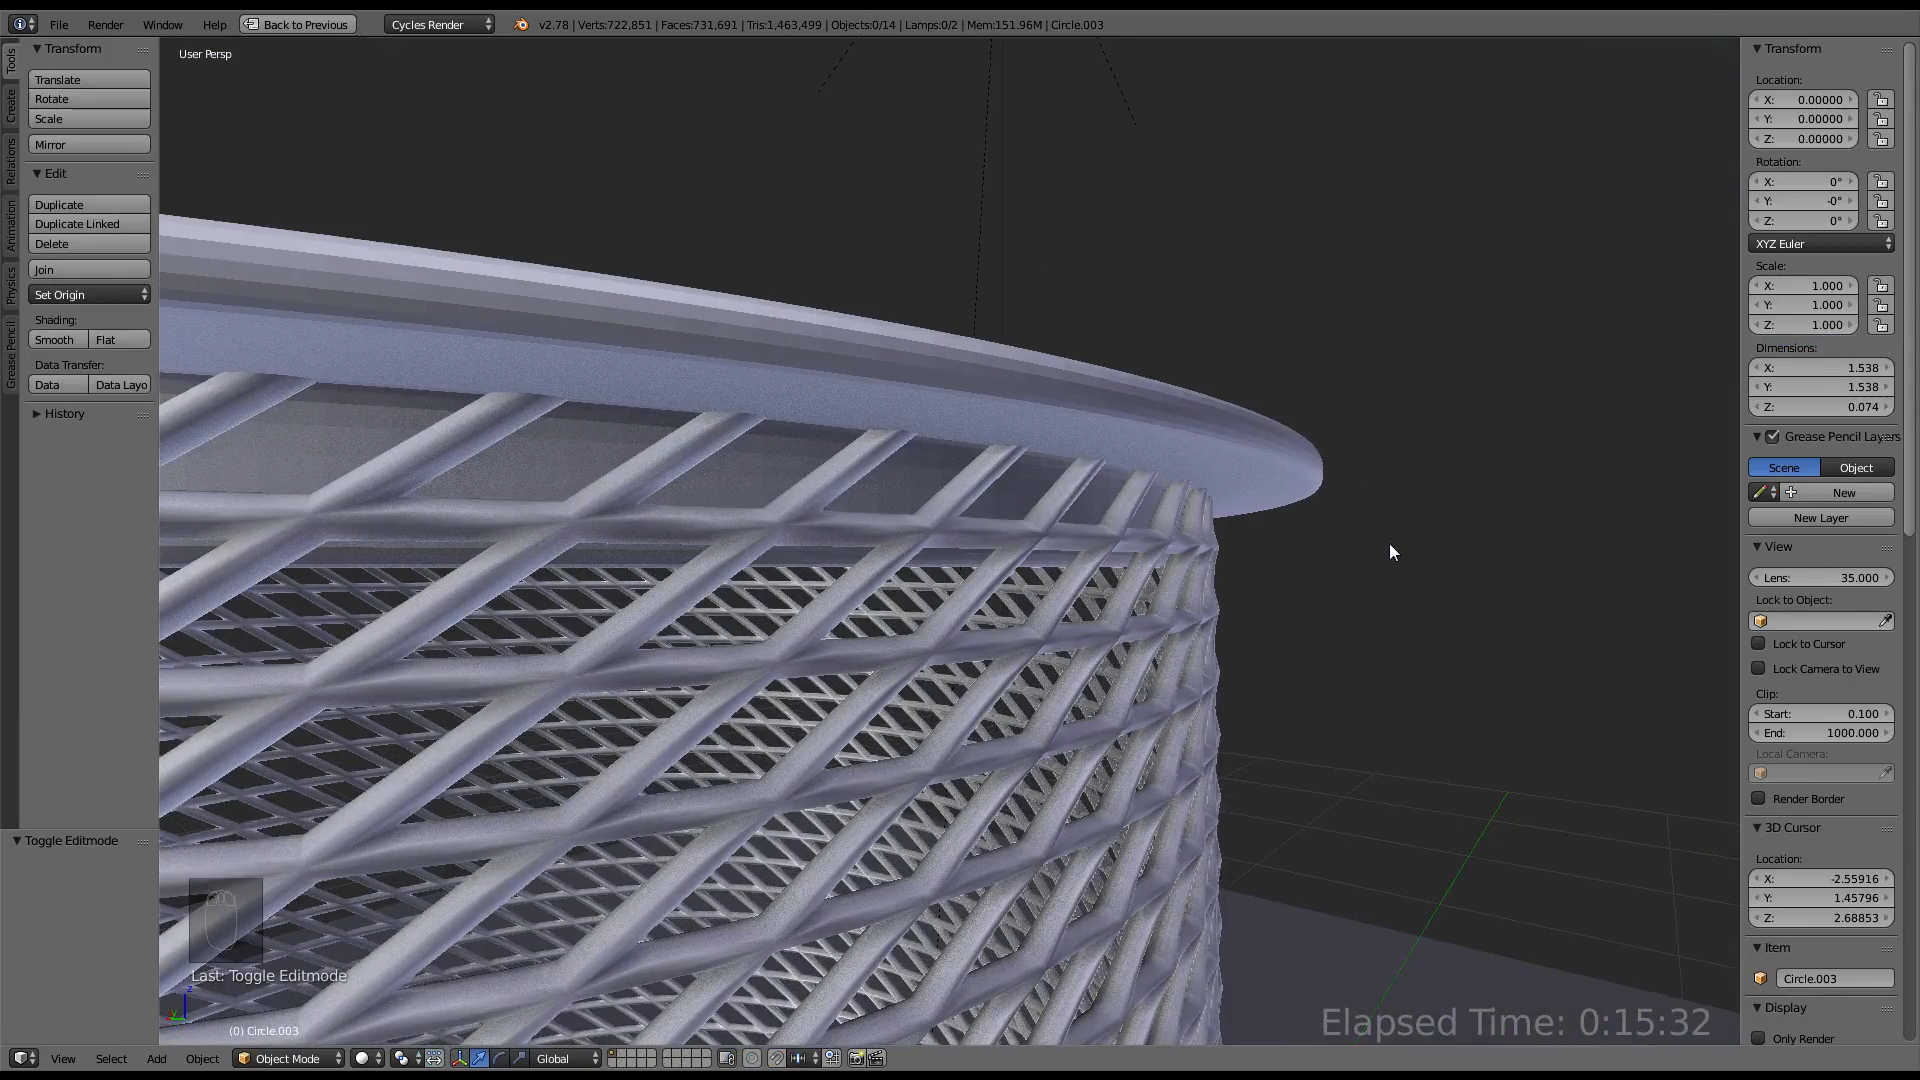 File Render Window Help Back to Previous Cycles Render v2.78 | Verts:722,851 | Faces:731,691 | Tris:1,463,499 | Objects:0/14 | Lamps:0/2 | Mem:151.96M | Circle.003
Tools
Create
Relations
Animation
Physics
Grease Pencil
Transform
Translate
Rotate
Scale
Mirror
Edit
Duplicate
Duplicate Linked
Delete
Join
Set Origin
Shading:
Smooth Flat
Data Transfer:
Data Data Layo
History
Toggle Editmode
User Persp
Last: Toggle Editmode
z
y
(0) Circle.003
Elapsed Time: 0:15:32
Transform
Location:
X: 0.00000
Y: 0.00000
Z: 0.00000
Rotation:
X: 0°
Y: -0°
Z: 0°
XYZ Euler
Scale:
X: 1.000
Y: 1.000
Z: 1.000
Dimensions:
X: 1.538
Y: 1.538
Z: 0.074
Grease Pencil Layers
Scene Object
New
New Layer
View
Lens: 35.000
Lock to Object:
Lock to Cursor
Lock Camera to View
Clip:
Start: 0.100
End: 1000.000
Local Camera:
Render Border
3D Cursor
Location:
X: -2.55916
Y: 1.45796
Z: 2.68853
Item
Circle.003
Display
Only Render
View Select Add Object Object Mode Global